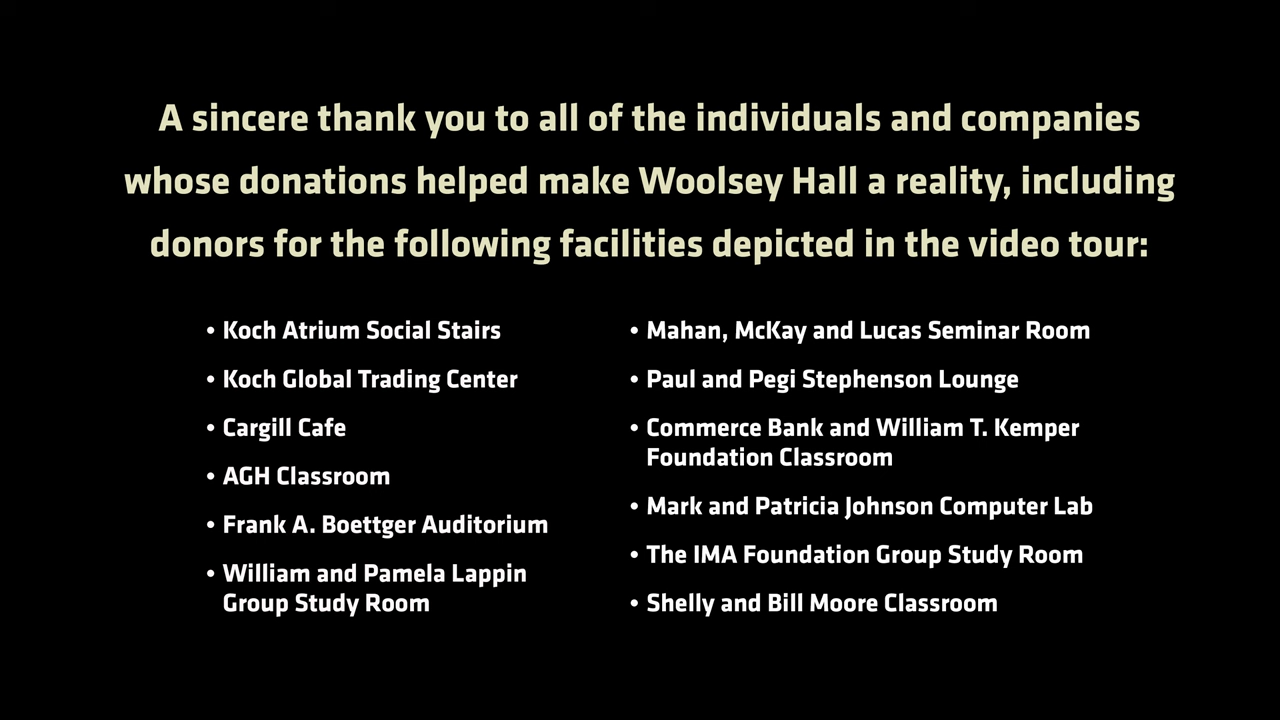 A sincere thank you to all of the individuals and companies
whose donations helped make Woolsey Hall a reality, including
donors for the following facilities depicted in the video tour:
• Koch Atrium Social Stairs
• Koch Global Trading Center
• Cargill Cafe
• AGH Classroom
• Frank A. Boettger Auditorium
• William and Pamela Lappin
Group Study Room
• Mahan, McKay and Lucas Seminar Room
• Paul and Pegi Stephenson Lounge
• Commerce Bank and William T. Kemper
Foundation Classroom
• Mark and Patricia Johnson Computer Lab
• The IMA Foundation Group Study Room
• Shelly and Bill Moore Classroom